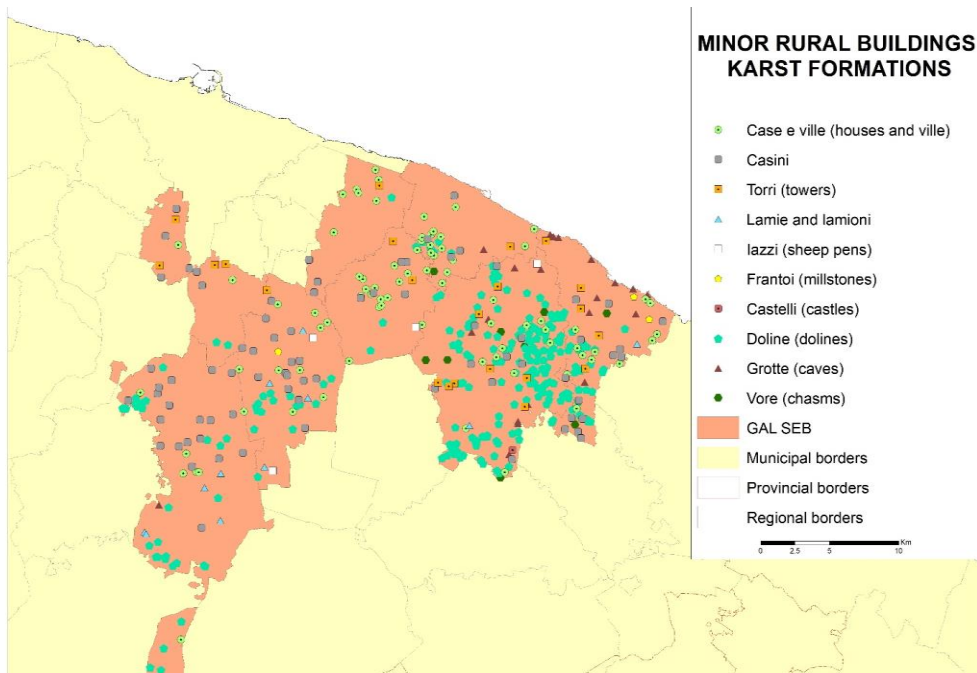 MINOR RURAL BUILDINGS
KARST FORMATIONS
Case e ville (houses and ville)
Casini
Torri (towers)
Lamie and lamioni
Iazzi (sheep pens)
Frantoi (millstones)
Castelli (castles)
Doline (dolines)
Grotte (caves)
Vore (chasms)
GAL SEB
Municipal borders
Provincial borders
Regional borders
Km
0 2.5 5 10